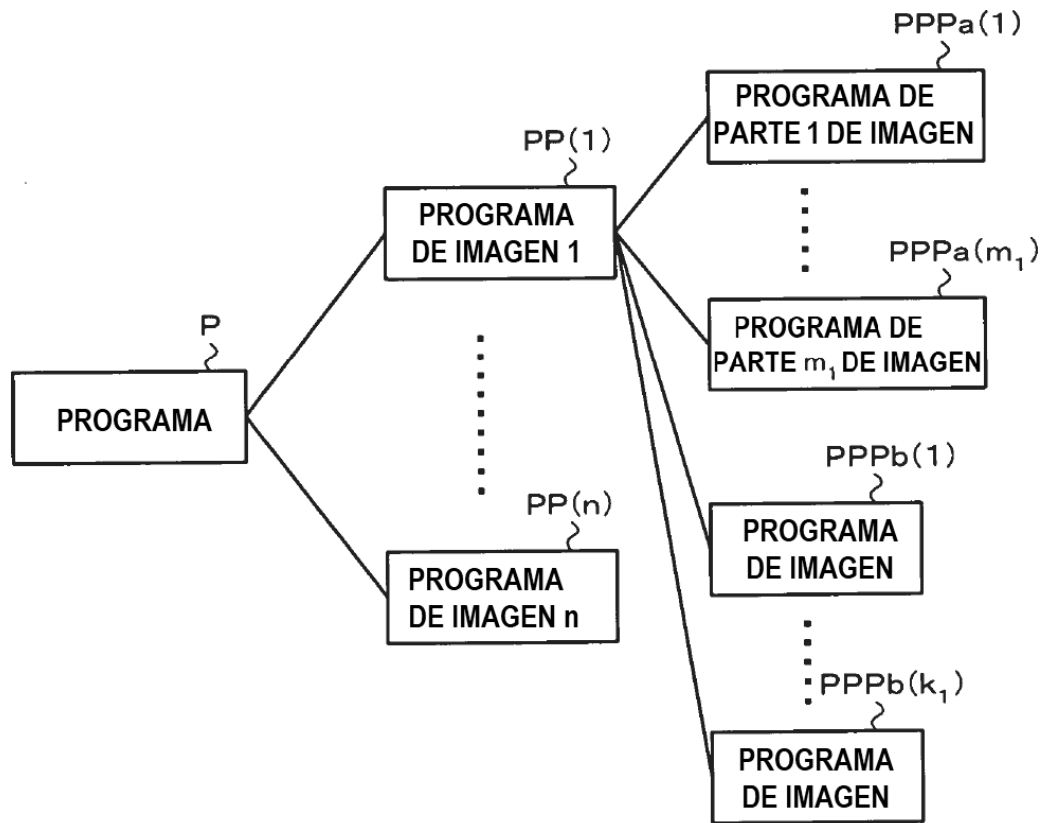 PPPa(1)
PROGRAMA DE
PARTE 1 DE IMAGEN
PP(1)
PROGRAMA
DE IMAGEN 1
PPPa(m₁)
PROGRAMA DE
PARTE m₁ DE IMAGEN
P
PROGRAMA
PPPb(1)
PROGRAMA
DE IMAGEN
PP(n)
PROGRAMA
DE IMAGEN n
PPPb(k₁)
PROGRAMA
DE IMAGEN